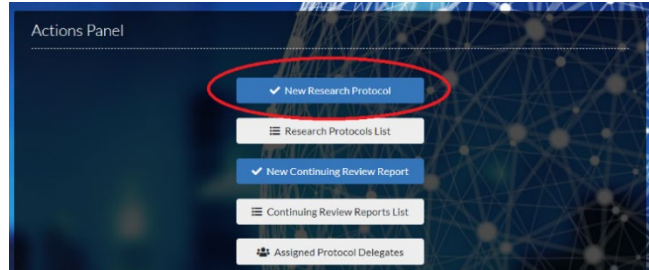 Actions Panel
New Research Protocol
Research Protocols List
New Continuing Review Report
Continuing Review Reports List
Assigned Protocol Delegates